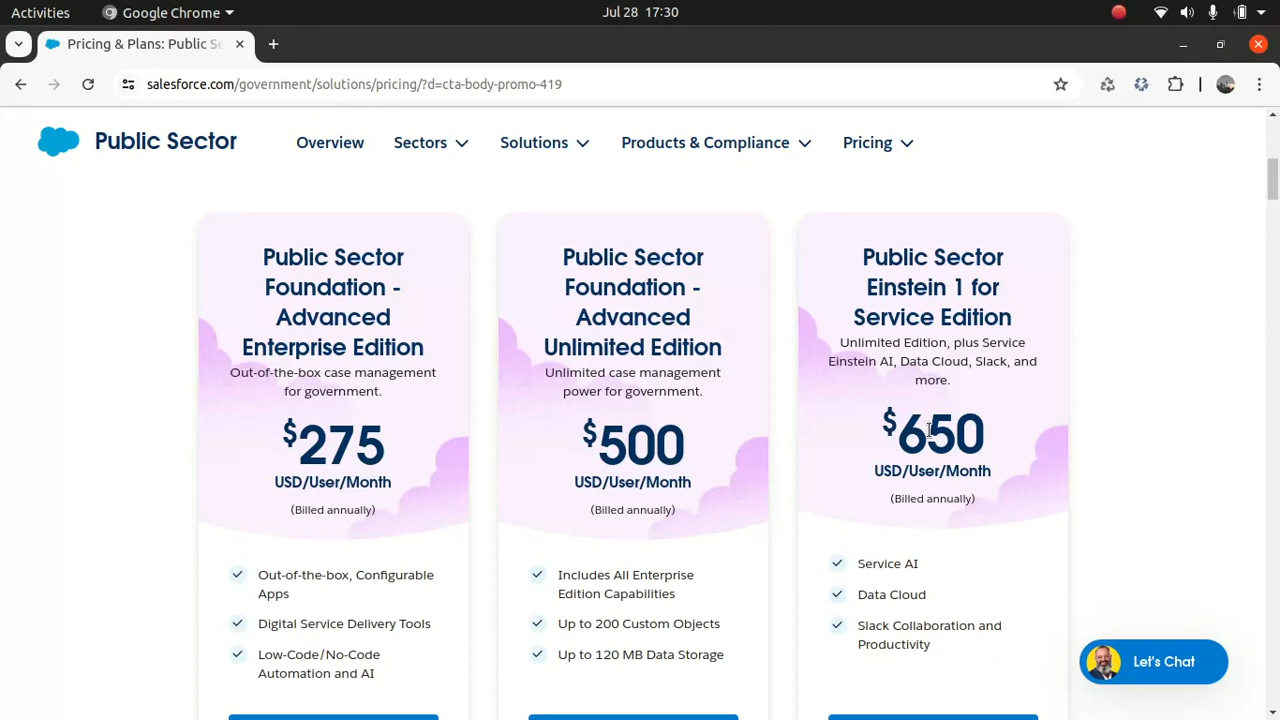 Activities
Google Chrome
Jul 28 17:30
Pricing & Plans: Public Se
salesforce.com/government/solutions/pricing/?d=cta-body-promo-419
Public Sector
Overview
Sectors
Solutions
Products & Compliance
Pricing
Public Sector
Foundation -
Advanced
Enterprise Edition
Out-of-the-box case management
for government.
$275
USD/User/Month
(Billed annually)
Out-of-the-box, Configurable
Apps
Digital Service Delivery Tools
Low-Code/No-Code
Automation and AI
Public Sector
Foundation -
Advanced
Unlimited Edition
Unlimited case management
power for government.
$500
USD/User/Month
(Billed annually)
Includes All Enterprise
Edition Capabilities
Up to 200 Custom Objects
Up to 120 MB Data Storage
Public Sector
Einstein 1 for
Service Edition
Unlimited Edition, plus Service
Einstein AI, Data Cloud, Slack, and
more.
$650
USD/User/Month
(Billed annually)
Service AI
Data Cloud
Slack Collaboration and
Productivity
Let's Chat